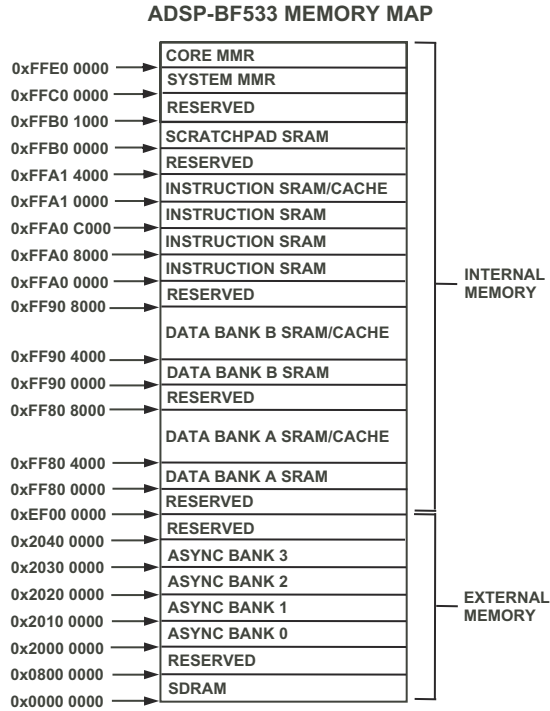 ADSP-BF533 MEMORY MAP
CORE MMR
0xFFE0 0000
SYSTEM MMR
0xFFC0 0000
RESERVED
0xFFB0 1000
SCRATCHPAD SRAM
0xFFB0 0000
RESERVED
0xFFA1 4000
INSTRUCTION SRAM/CACHE
0xFFA1 0000
INSTRUCTION SRAM
0xFFA0 C000
INSTRUCTION SRAM
0xFFA0 8000
INSTRUCTION SRAM
0xFFA0 0000
RESERVED
0xFF90 8000
DATA BANK B SRAM/CACHE
0xFF90 4000
DATA BANK B SRAM
0xFF90 0000
RESERVED
0xFF80 8000
DATA BANK A SRAM/CACHE
0xFF80 4000
DATA BANK A SRAM
0xFF80 0000
RESERVED
0xEF00 0000
RESERVED
0x2040 0000
ASYNC BANK 3
0x2030 0000
ASYNC BANK 2
0x2020 0000
ASYNC BANK 1
0x2010 0000
ASYNC BANK 0
0x2000 0000
RESERVED
0x0800 0000
SDRAM
0x0000 0000
INTERNAL
MEMORY
EXTERNAL
MEMORY